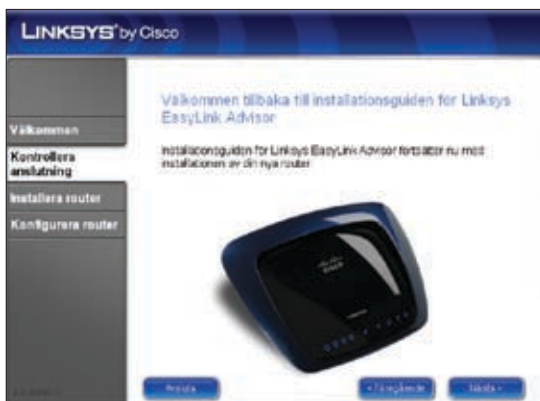 LINKSYS® by Cisco
Välkommen
Kontrollera
anslutning
Installera router
Konfigurera router
Välkommen tillbaka till installationsguiden för Linksys
EasyLink Advisor
Installationsguiden för Linksys EasyLink Advisor fortsätter nu med
installationen av din nya router
CISCO
Avsluta
‹ Föregående
Nästa ›